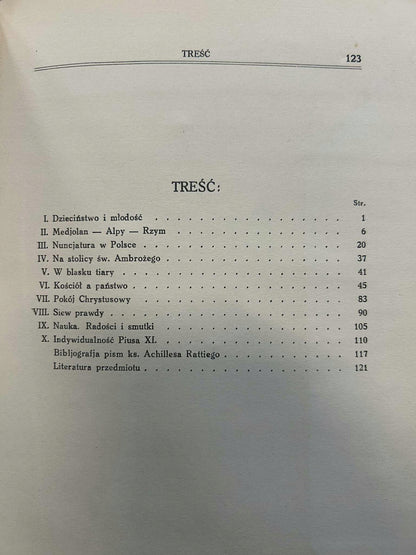 TREŚĆ 123
TREŚĆ:
Str.
I. Dzieciństwo i młodość . . . . . . . . . . . . . . . 1
II. Medjolan — Alpy — Rzym . . . . . . . . . . . . . . 6
III. Nuncjatura w Polsce . . . . . . . . . . . . . . . 20
IV. Na stolicy św. Ambrożego . . . . . . . . . . . . . 37
V. W blasku tiary . . . . . . . . . . . . . . . . . 41
VI. Kościół a państwo . . . . . . . . . . . . . . . . 45
VII. Pokój Chrystusowy . . . . . . . . . . . . . . . 83
VIII. Siew prawdy . . . . . . . . . . . . . . . . . 90
IX. Nauka. Radości i smutki . . . . . . . . . . . . . 105
X. Indywidualność Piusa XI. . . . . . . . . . . . . . 110
Bibljografja pism ks. Achillesa Rattiego . . . . . . . . 117
Literatura przedmiotu . . . . . . . . . . . . . . . 121